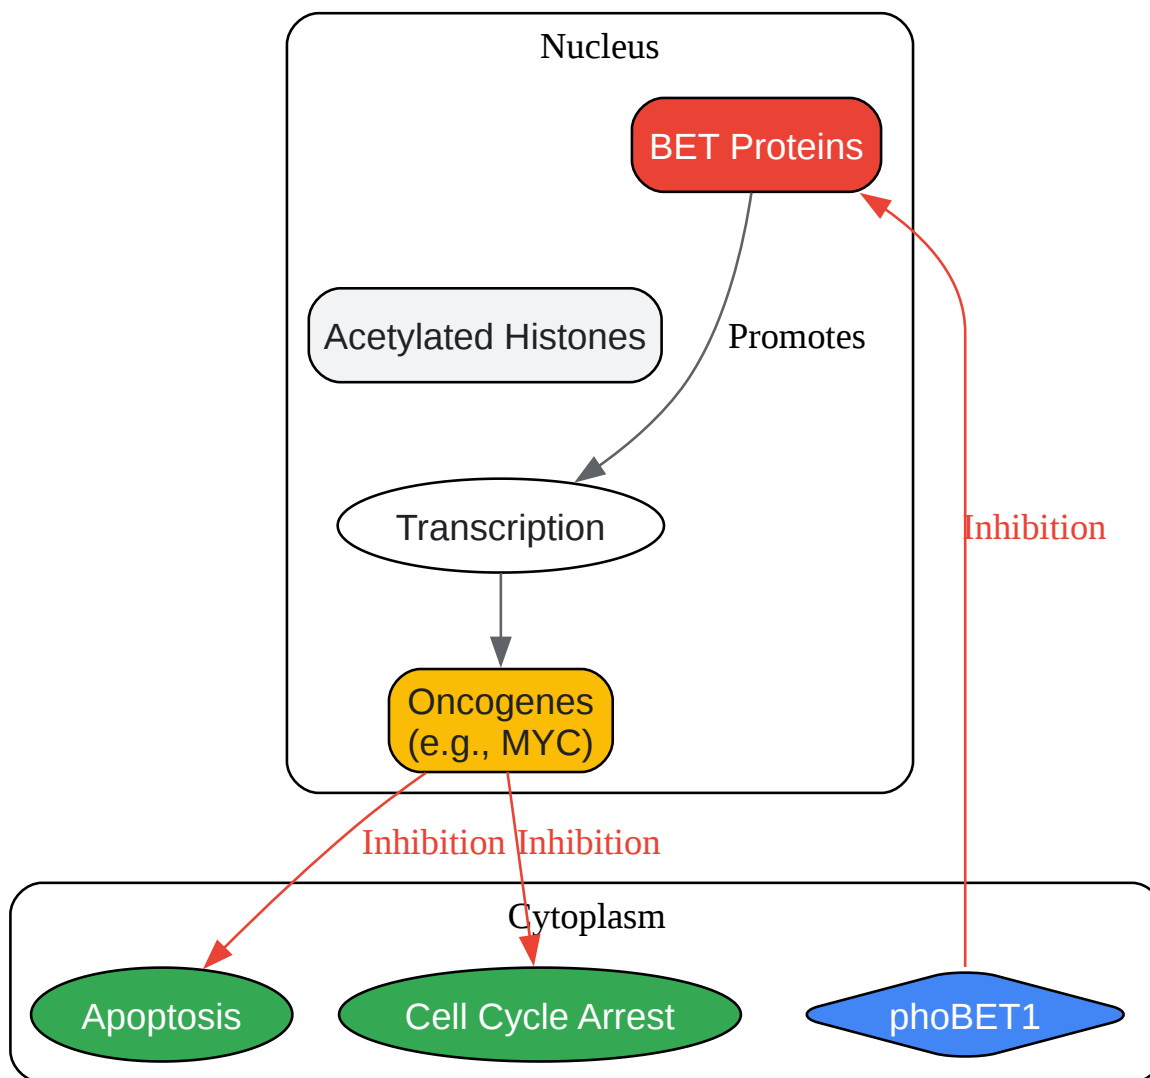 Nucleus
BET Proteins
Acetylated Histones
Promotes
Transcription
Inhibition
Oncogenes
(e.g., MYC)
Inhibition
Inhibition
Cytoplasm
Apoptosis
Cell Cycle Arrest
phoBET1